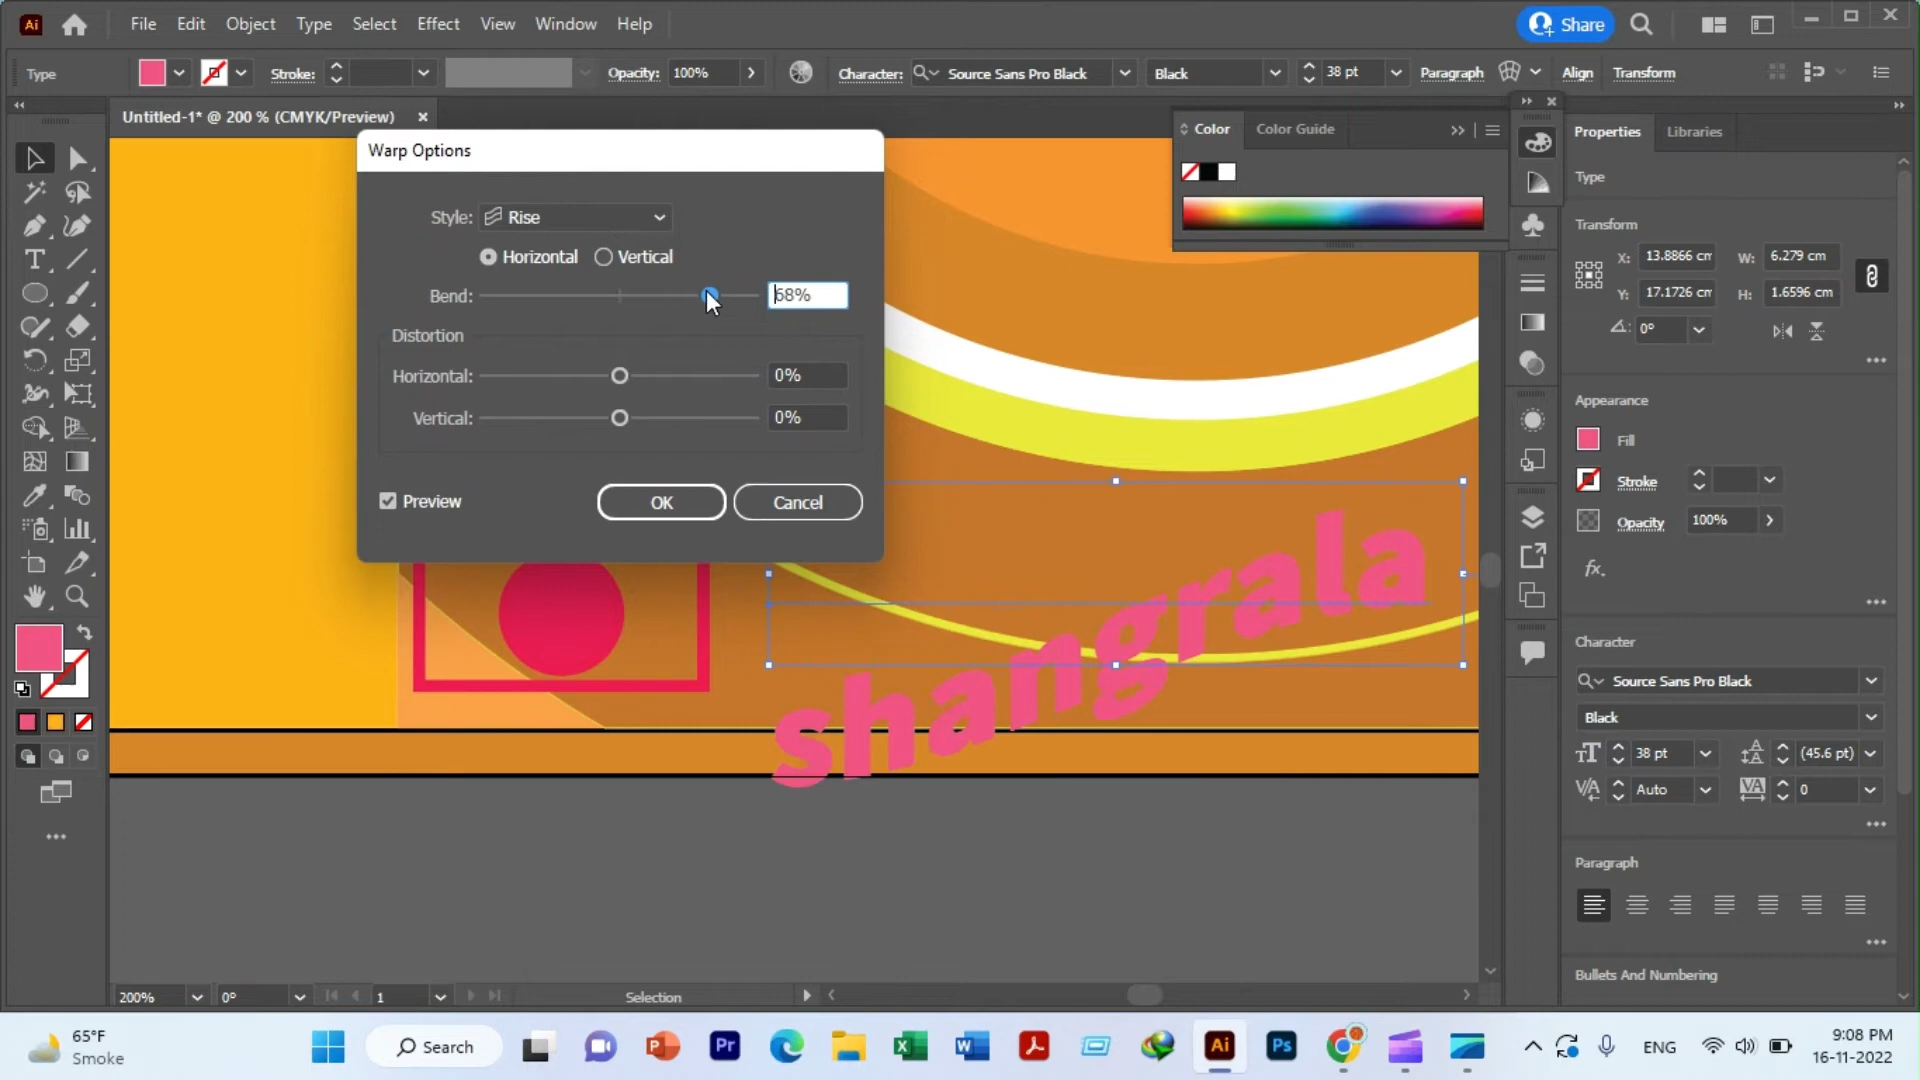 Ai File Edit Object Type Select Effect View Window Help Share
Type Stroke: Opacity: 100% Character: Source Sans Pro Black Black 38 pt Paragraph Align Transform
Untitled-1* @ 200 % (CMYK/Preview)
Warp Options
Style: Rise
Horizontal Vertical
Bend: 68%
Distortion
Horizontal: 0%
Vertical: 0%
Preview OK Cancel
Color Color Guide
shangrala
Properties Libraries
Type
Transform
X: 13.8866 cm W: 6.279 cm
Y: 17.1726 cm H: 1.6596 cm
0°
Appearance
Fill
Stroke
Opacity 100%
fx.
Character
Source Sans Pro Black
Black
38 pt (45.6 pt)
Auto 0
Paragraph
Bullets And Numbering
200% 0° 1 Selection
65°F
Smoke
Search
Pr
Ai
Ps
ENG
9:08 PM
16-11-2022